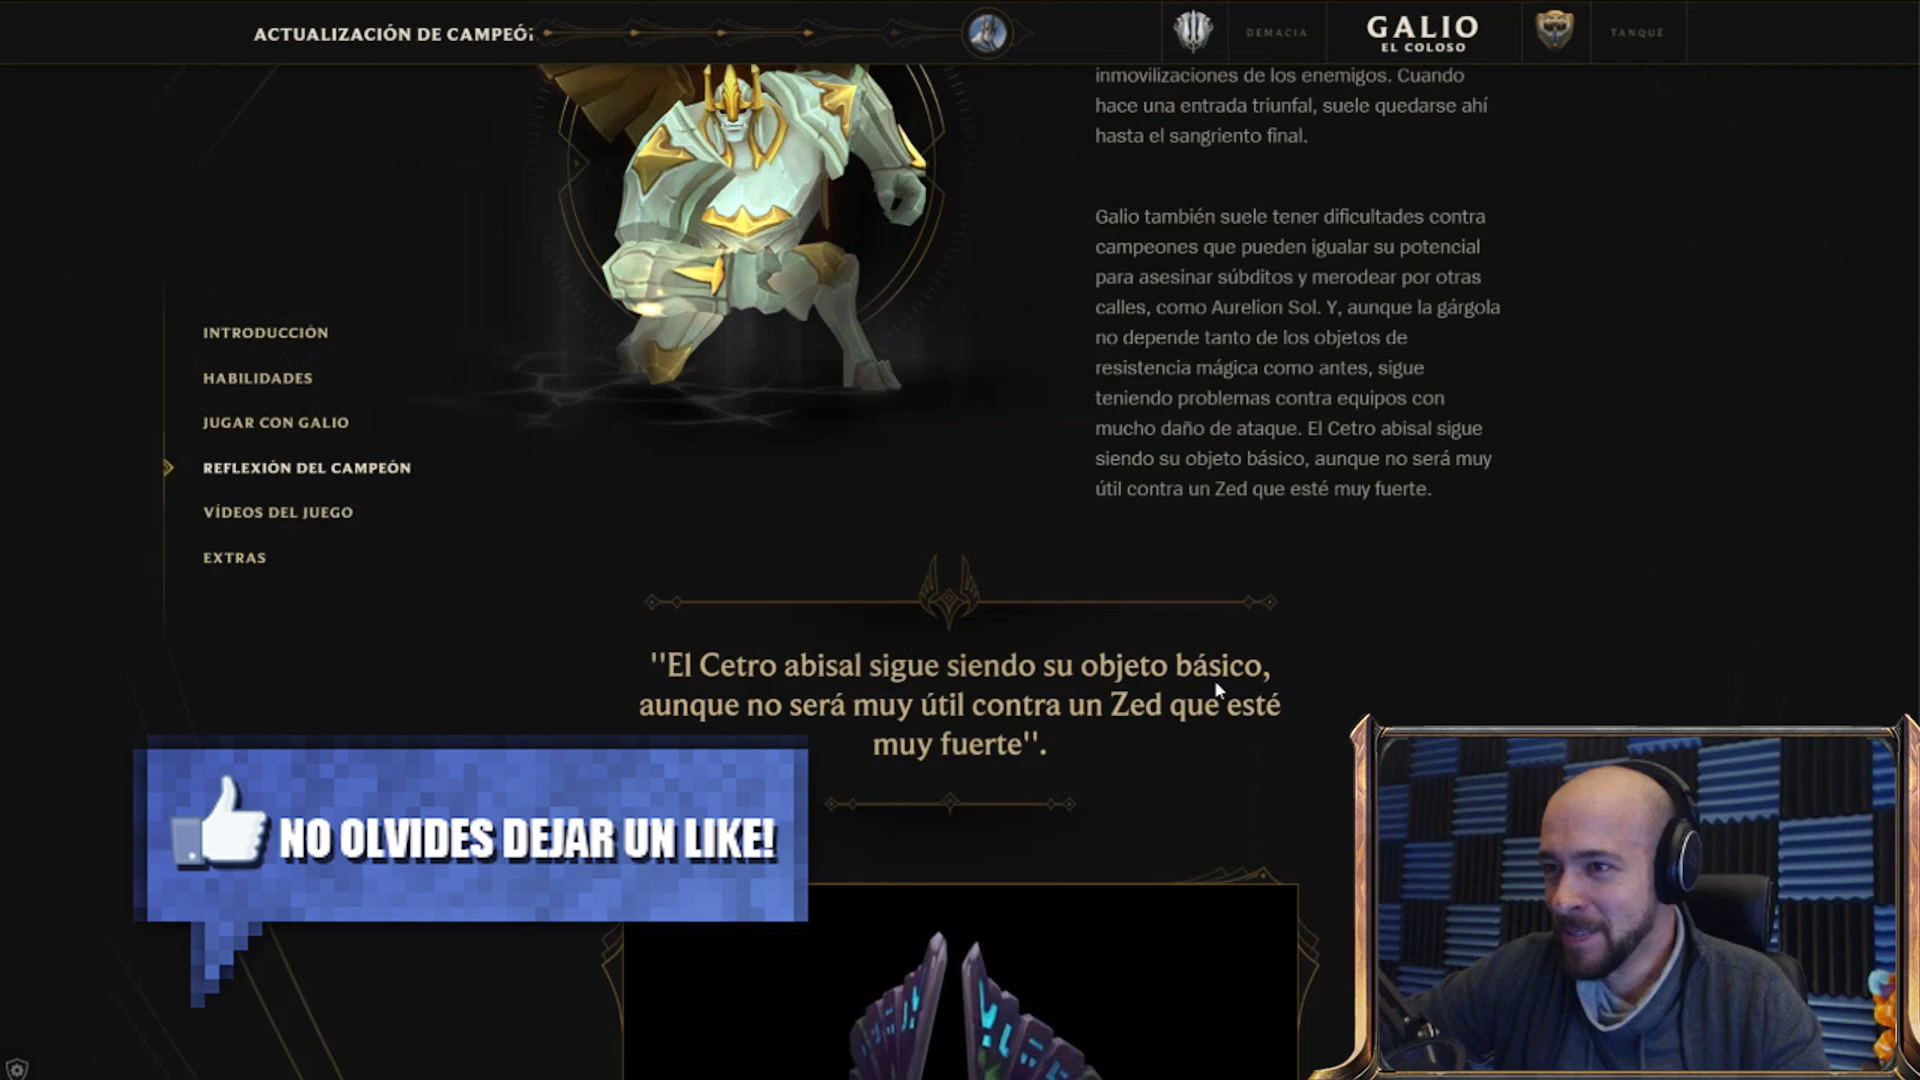 ACTUALIZACIÓN DE CAMPEÓ
DEMACIA
GALIO
EL COLOSO
TANQUE
inmovilizaciones de los enemigos. Cuando
hace una entrada triunfal, suele quedarse ahí
hasta el sangriento final.
Galio también suele tener dificultades contra
campeones que pueden igualar su potencial
para asesinar súbditos y merodear por otras
calles, como Aurelion Sol. Y, aunque la gárgola
no depende tanto de los objetos de
resistencia mágica como antes, sigue
teniendo problemas contra equipos con
mucho daño de ataque. El Cetro abisal sigue
siendo su objeto básico, aunque no será muy
útil contra un Zed que esté muy fuerte.
INTRODUCCIÓN
HABILIDADES
JUGAR CON GALIO
REFLEXIÓN DEL CAMPEÓN
VÍDEOS DEL JUEGO
EXTRAS
''El Cetro abisal sigue siendo su objeto básico,
aunque no será muy útil contra un Zed que esté
muy fuerte''.
NO OLVIDES DEJAR UN LIKE!